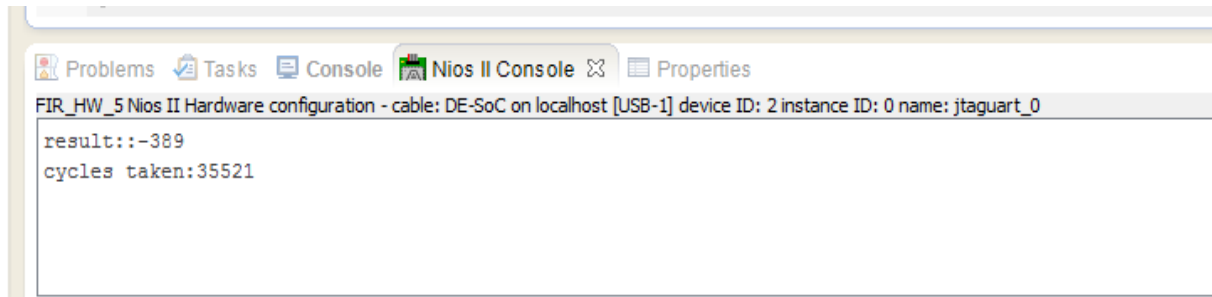 Problems Tasks Console Nios II Console Properties
FIR_HW_5 Nios II Hardware configuration - cable: DE-SoC on localhost [USB-1] device ID: 2 instance ID: 0 name: jtaguart_0
result::-389
cycles taken:35521